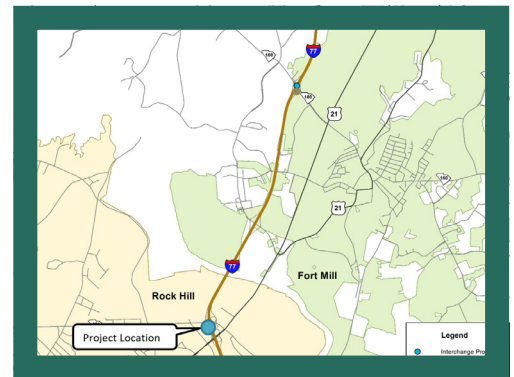 77
160
160
21
160
21
77
Fort Mill
Rock Hill
Project Location
Legend
Interchange Pro